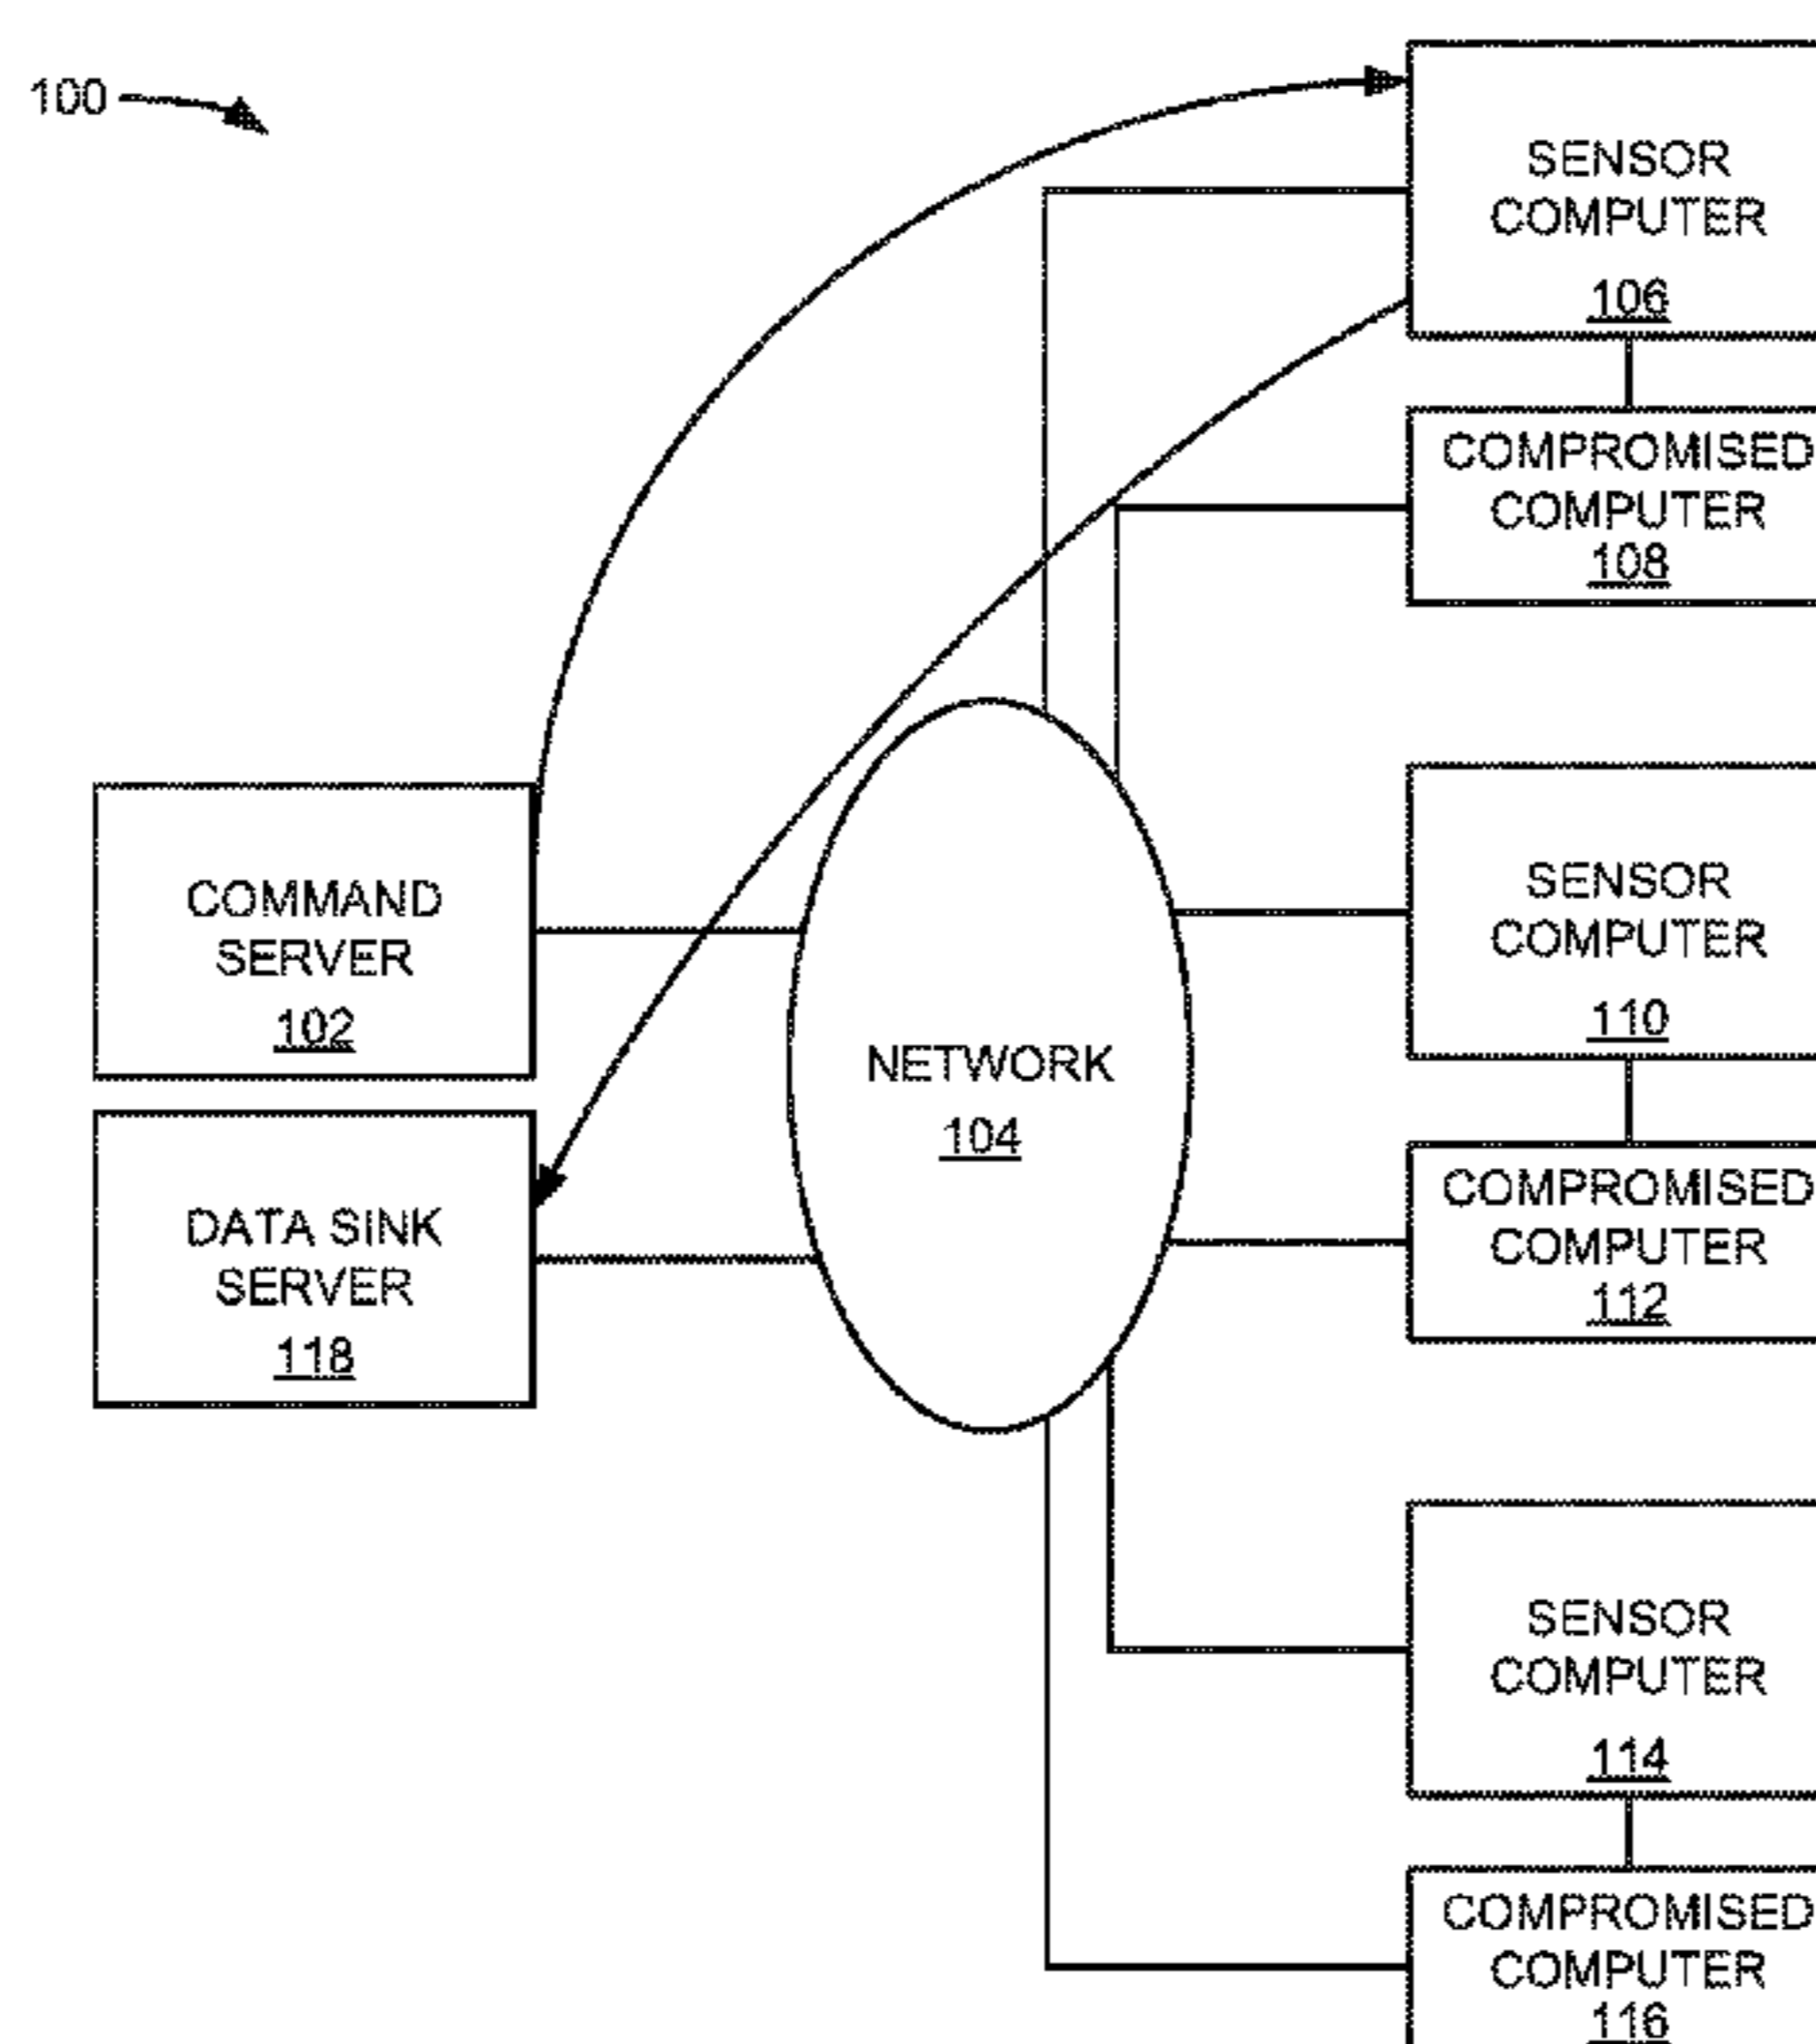 100
SENSOR
COMPUTER
106
COMPROMISED
COMPUTER
108
COMMAND
SERVER
102
SENSOR
COMPUTER
110
NETWORK
104
DATA SINK
SERVER
118
COMPROMISED
COMPUTER
112
SENSOR
COMPUTER
114
COMPROMISED
COMPUTER
116